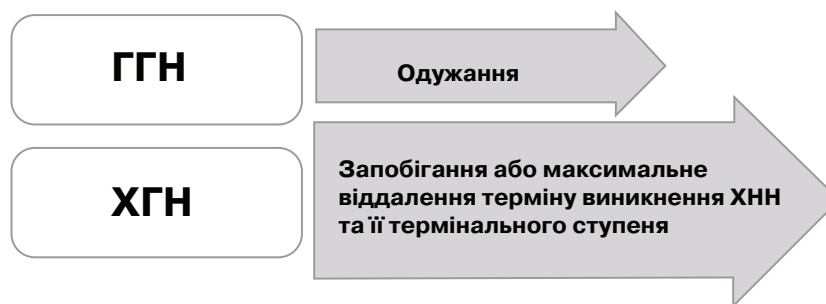 ГГН
Одужання
ХГН
Запобігання або максимальне
віддалення терміну виникнення ХНН
та її термінального ступеня